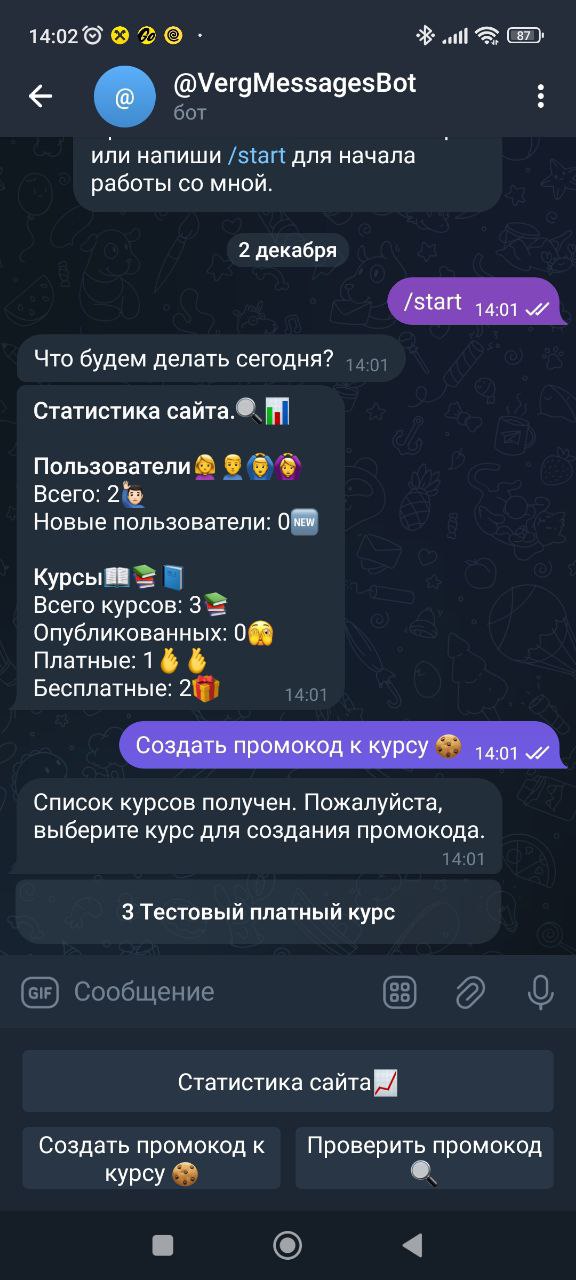 14:02
87
@
@VergMessagesBot
бот
или напиши /start для начала
работы со мной.
2 декабря
/start 14:01
Что будем делать сегодня? 14:01
Статистика сайта.🔍📊
Пользователи🙍‍♀️🙎‍♂️🙆‍♂️🙆‍♀️
Всего: 2🙋🏻‍♂️
Новые пользователи: 0🆕
Курсы📖📚📘
Всего курсов: 3📚
Опубликованных: 0🫣
Платные: 1🫰🫰
Бесплатные: 2🎁 14:01
Создать промокод к курсу 🍪 14:01
Список курсов получен. Пожалуйста,
выберите курс для создания промокода.
14:01
3 Тестовый платный курс
GIF Сообщение
Статистика сайта📈
Создать промокод к
курсу 🍪
Проверить промокод
🔍